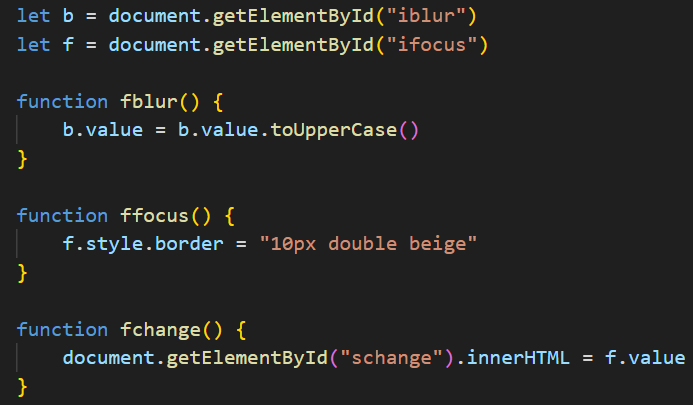 let b = document.getElementById("iblur")
let f = document.getElementById("ifocus")
function fblur() {
b.value = b.value.toUpperCase()
}
function ffocus() {
f.style.border = "10px double beige"
}
function fchange() {
document.getElementById("schange").innerHTML = f.value
}